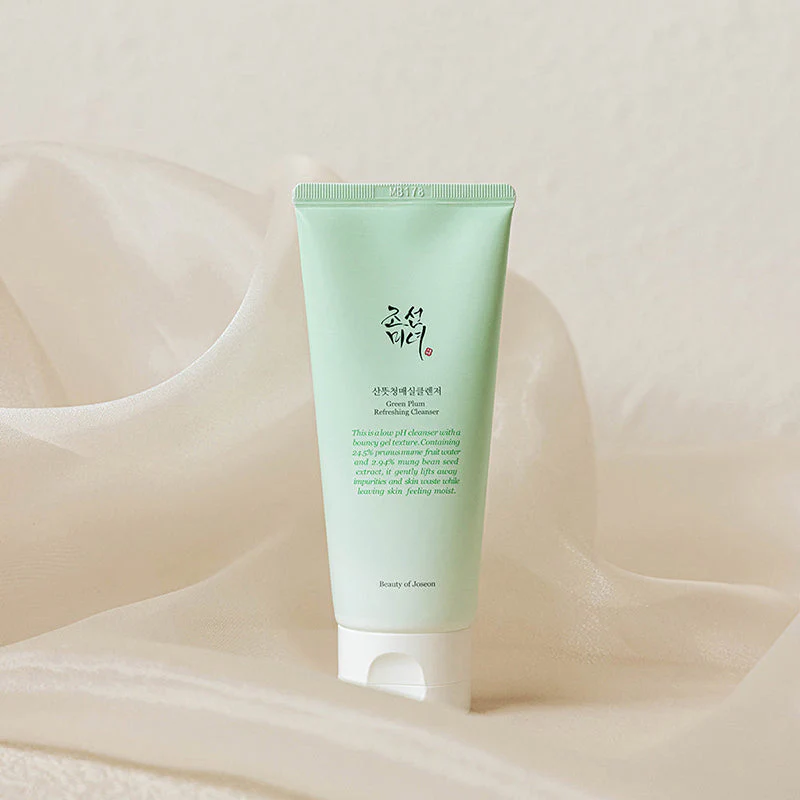 MB178
조선
미녀
산뜻청매실클렌저
Green Plum
Refreshing Cleanser
This is a low pH cleanser with a
bouncy gel texture. Containing
24.5% prunus mume fruit water
and 2.94% mung bean seed
extract, it gently lifts away
impurities and skin waste while
leaving skin feeling moist.
Beauty of Joseon